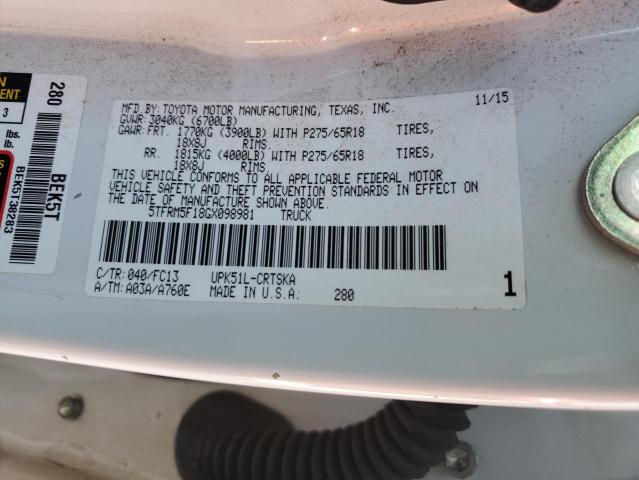 MFD.BY:TOYOTA MOTOR MANUFACTURING, TEXAS, INC. 11/15
GVWR:3040KG (6700LB)
GAWR:FRT. 1770KG (3900LB) WITH P275/65R18 TIRES,
18X8J RIMS.
RR. 1815KG (4000LB) WITH P275/65R18 TIRES,
18X8J RIMS.
THIS VEHICLE CONFORMS TO ALL APPLICABLE FEDERAL MOTOR
VEHICLE SAFETY AND THEFT PREVENTION STANDARDS IN EFFECT ON
THE DATE OF MANUFACTURE SHOWN ABOVE.
5TFRM5F18GX098981 TRUCK
C/TR:040/FC13 UPK51L-CRTSKA
A/TM:A03A/A760E MADE IN U.S.A. 280
1
280
BEK5T
BEK5T38283
3
lbs.
lb.